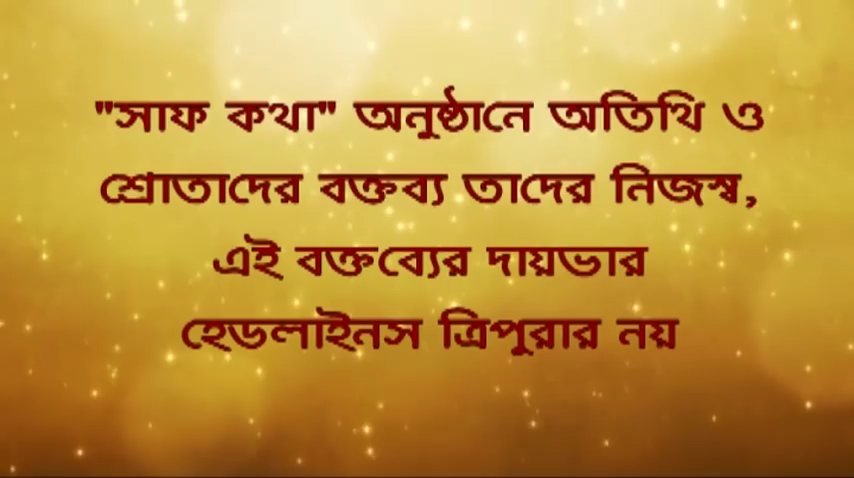 "সাফ কথা" অনুষ্ঠানে অতিথি ও
শ্রোতাদের বক্তব্য তাদের নিজস্ব,
এই বক্তব্যের দায়ভার
হেডলাইনস ত্রিপুরার নয়